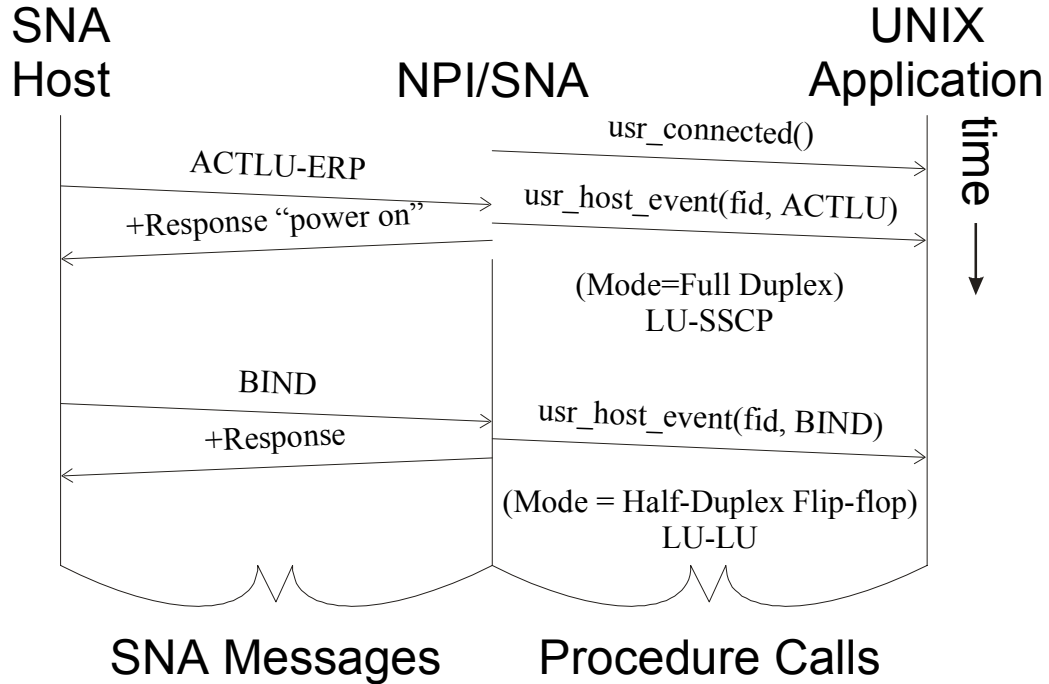 SNA
Host
NPI/SNA
UNIX
Application
time
usr_connected()
ACTLU-ERP
usr_host_event(fid, ACTLU)
+Response “power on”
(Mode=Full Duplex)
LU-SSCP
BIND
usr_host_event(fid, BIND)
+Response
(Mode = Half-Duplex Flip-flop)
LU-LU
SNA Messages
Procedure Calls